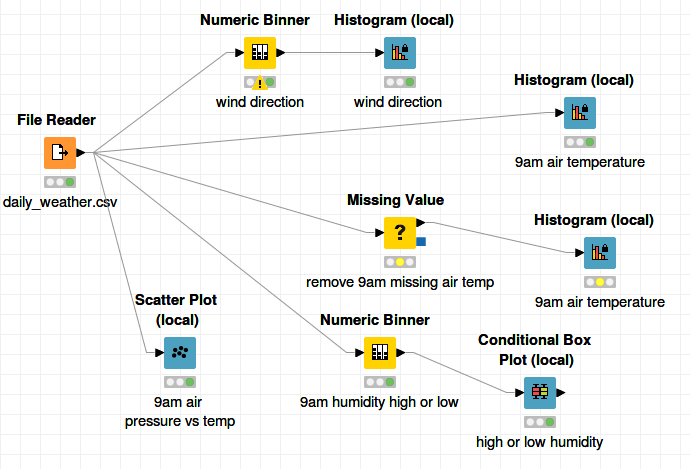 Numeric Binner
wind direction
Histogram (local)
wind direction
Histogram (local)
9am air temperature
File Reader
daily_weather.csv
Missing Value
?
remove 9am missing air temp
Histogram (local)
9am air temperature
Scatter Plot
(local)
9am air
pressure vs temp
Numeric Binner
9am humidity high or low
Conditional Box
Plot (local)
high or low humidity